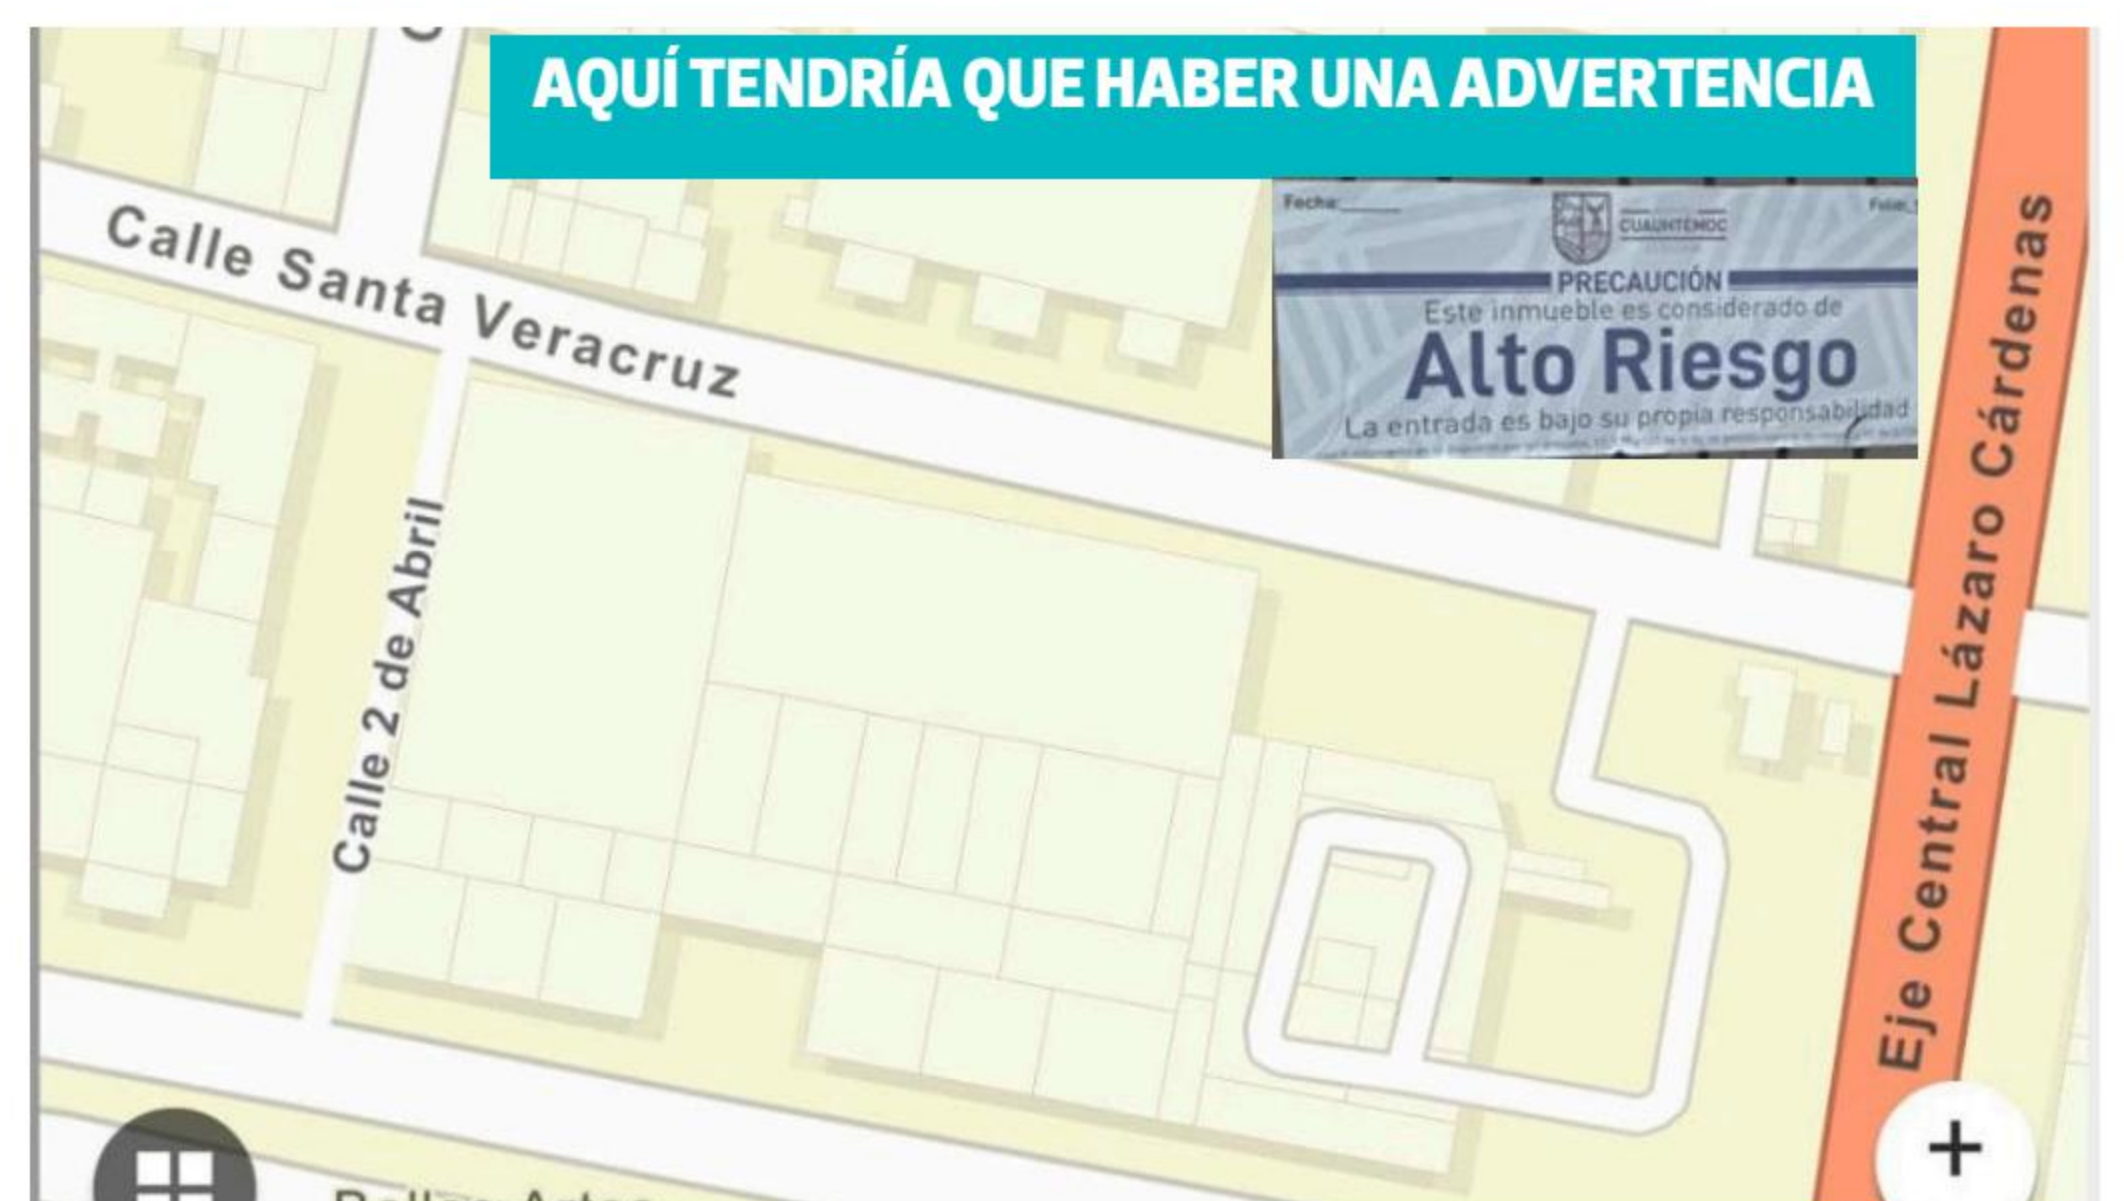 AQUÍ TENDRÍA QUE HABER UNA ADVERTENCIA
Fecha:
CUAUHTÉMOC
PRECAUCIÓN
Este inmueble es considerado de
Alto Riesgo
La entrada es bajo su propia responsabilidad
Calle Santa Veracruz
Calle 2 de Abril
Eje Central Lázaro Cárdenas
+